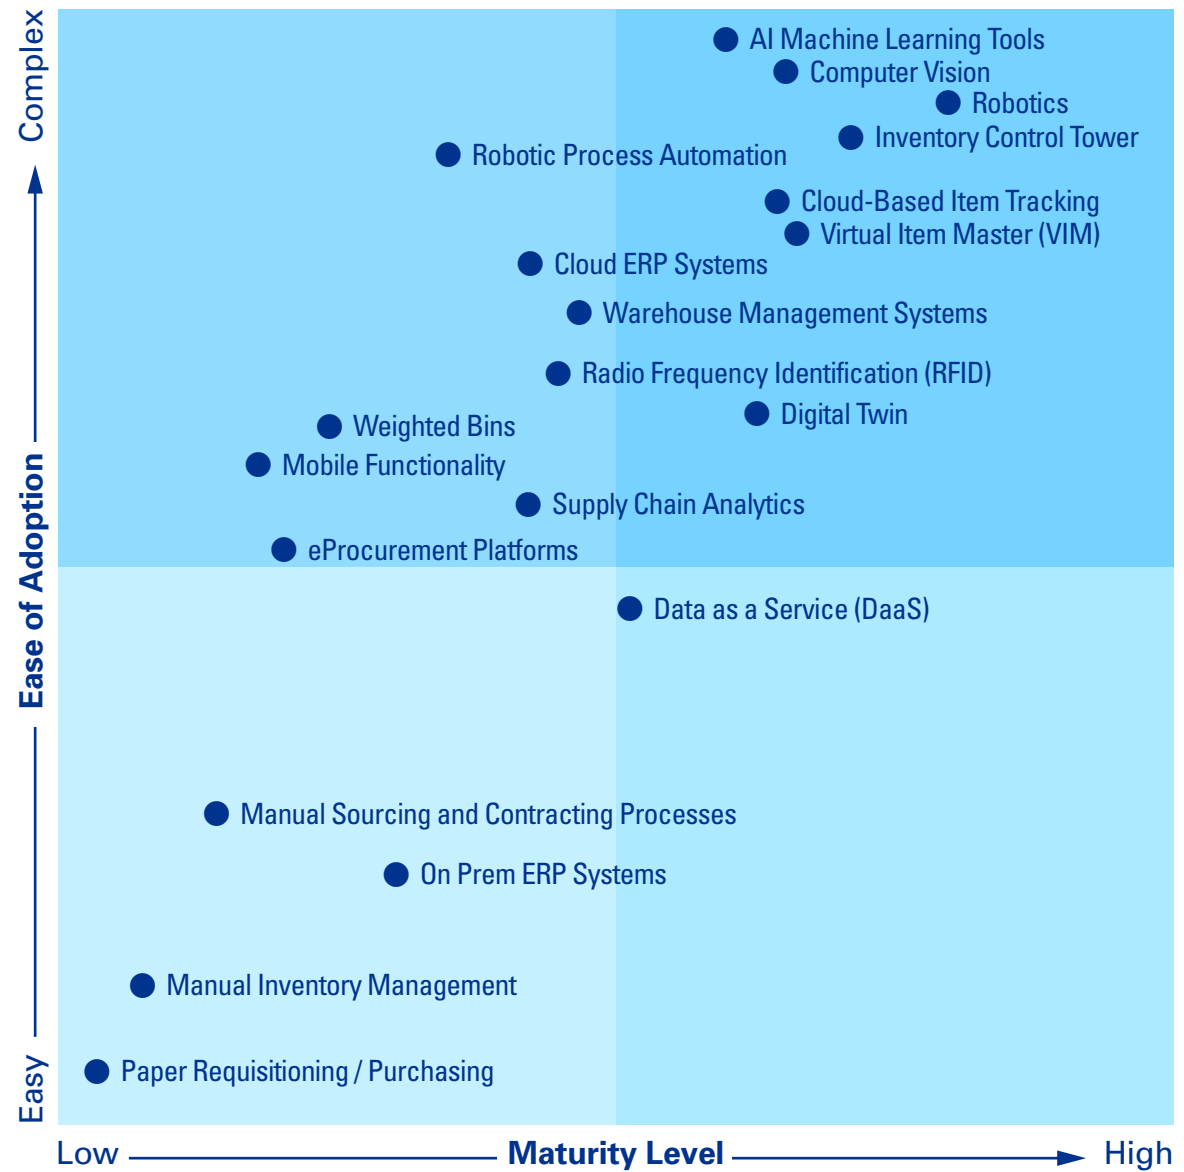 Complex
AI Machine Learning Tools
Computer Vision
Robotics
Inventory Control Tower
Robotic Process Automation
Cloud-Based Item Tracking
Virtual Item Master (VIM)
Cloud ERP Systems
Warehouse Management Systems
Radio Frequency Identification (RFID)
Digital Twin
Weighted Bins
Mobile Functionality
Supply Chain Analytics
eProcurement Platforms
Ease of Adoption
Data as a Service (DaaS)
Manual Sourcing and Contracting Processes
On Prem ERP Systems
Manual Inventory Management
Paper Requisitioning / Purchasing
Easy
Low
Maturity Level
High